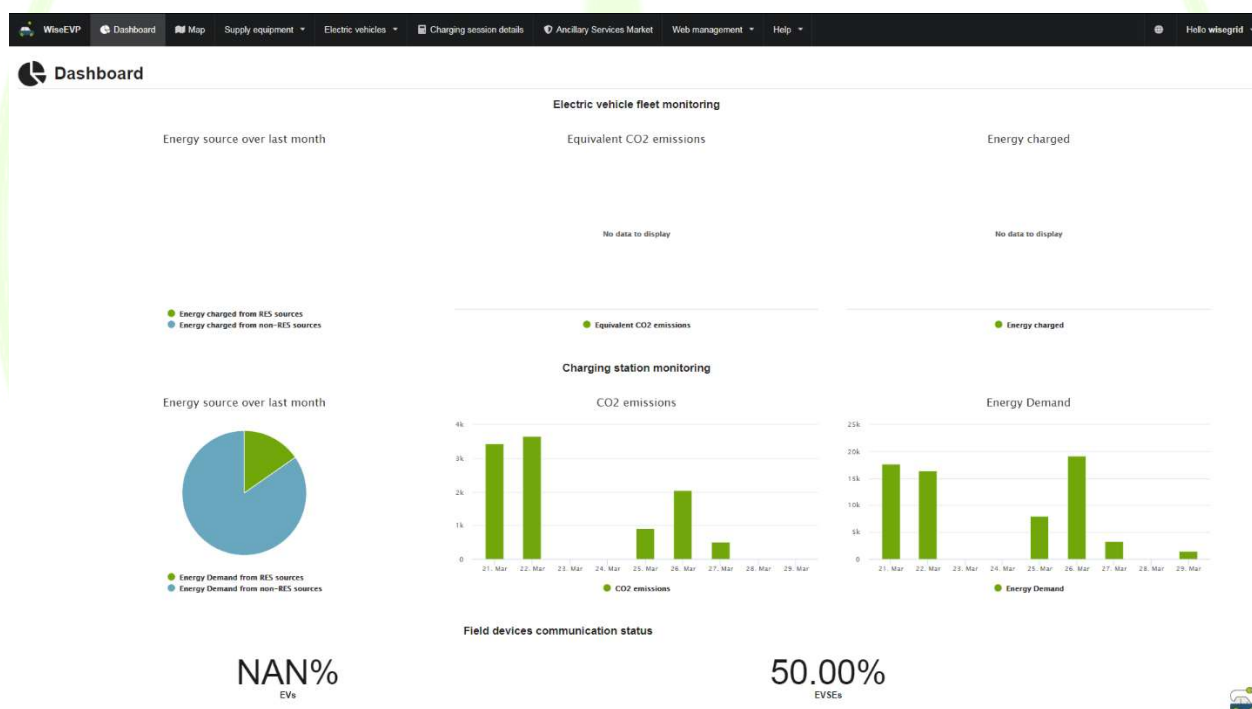 WiseEVP Dashboard Map Supply equipment Electric vehicles Charging session details Ancillary Services Market Web management Help Hello wisegrid
Dashboard
Electric vehicle fleet monitoring
Energy source over last month
Energy charged from RES sources
Energy charged from non-RES sources
Equivalent CO2 emissions
No data to display
Equivalent CO2 emissions
Energy charged
No data to display
Energy charged
Charging station monitoring
Energy source over last month
Energy Demand from RES sources
Energy Demand from non-RES sources
CO2 emissions
4k
3k
2k
1k
0
21. Mar 22. Mar 23. Mar 24. Mar 25. Mar 26. Mar 27. Mar 28. Mar 29. Mar
CO2 emissions
Energy Demand
25k
20k
15k
10k
5k
0
21. Mar 22. Mar 23. Mar 24. Mar 25. Mar 26. Mar 27. Mar 28. Mar 29. Mar
Energy Demand
Field devices communication status
NAN%
EVs
50.00%
EVSEs